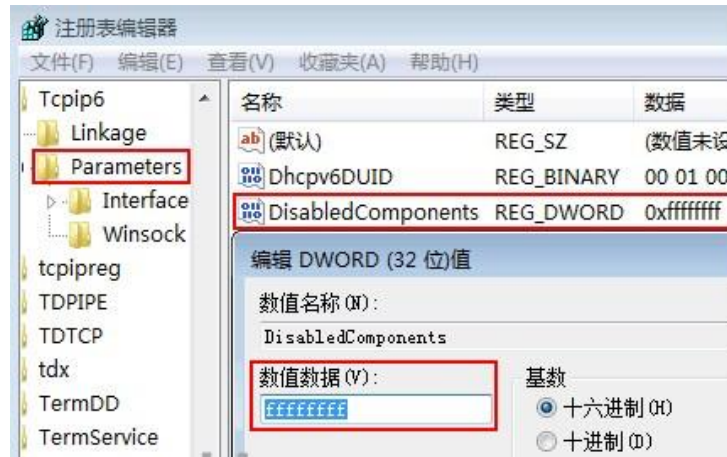 注册表编辑器
文件(F) 编辑(E) 查看(V) 收藏夹(A) 帮助(H)
Tcpip6
Linkage
Parameters
Interface
Winsock
tcpipreg
TDPIPE
TDTCP
tdx
TermDD
TermService
名称 类型 数据
ab (默认) REG_SZ (数值未设
Dhcpv6DUID REG_BINARY 00 01 00
DisabledComponents REG_DWORD 0xffffffff
编辑 DWORD (32 位)值
数值名称(N):
DisabledComponents
数值数据(V):
ffffffff
基数
十六进制(H)
十进制(D)